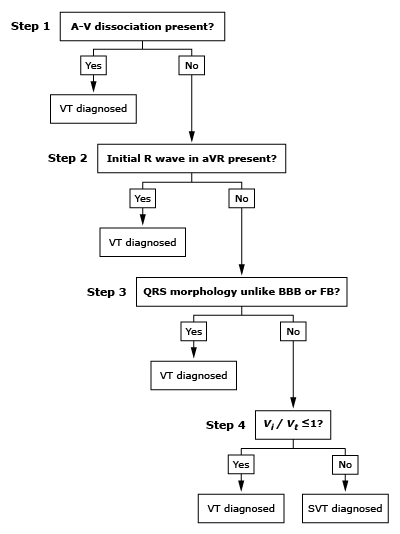 Step 1 A-V dissociation present?
Yes No
VT diagnosed
Step 2 Initial R wave in aVR present?
Yes No
VT diagnosed
Step 3 QRS morphology unlike BBB or FB?
Yes No
VT diagnosed
Step 4 Vi / Vt ≤1?
Yes No
VT diagnosed SVT diagnosed